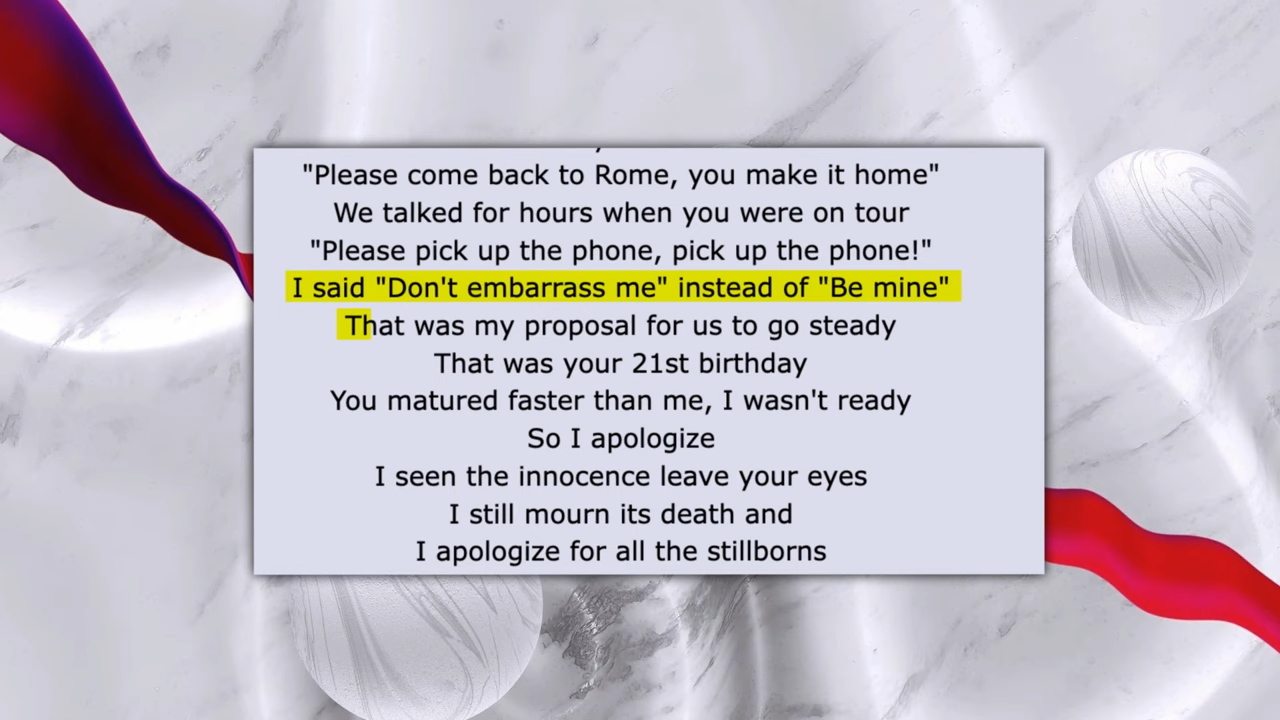 "Please come back to Rome, you make it home"
We talked for hours when you were on tour
"Please pick up the phone, pick up the phone!"
I said "Don't embarrass me" instead of "Be mine"
That was my proposal for us to go steady
That was your 21st birthday
You matured faster than me, I wasn't ready
So I apologize
I seen the innocence leave your eyes
I still mourn its death and
I apologize for all the stillborns